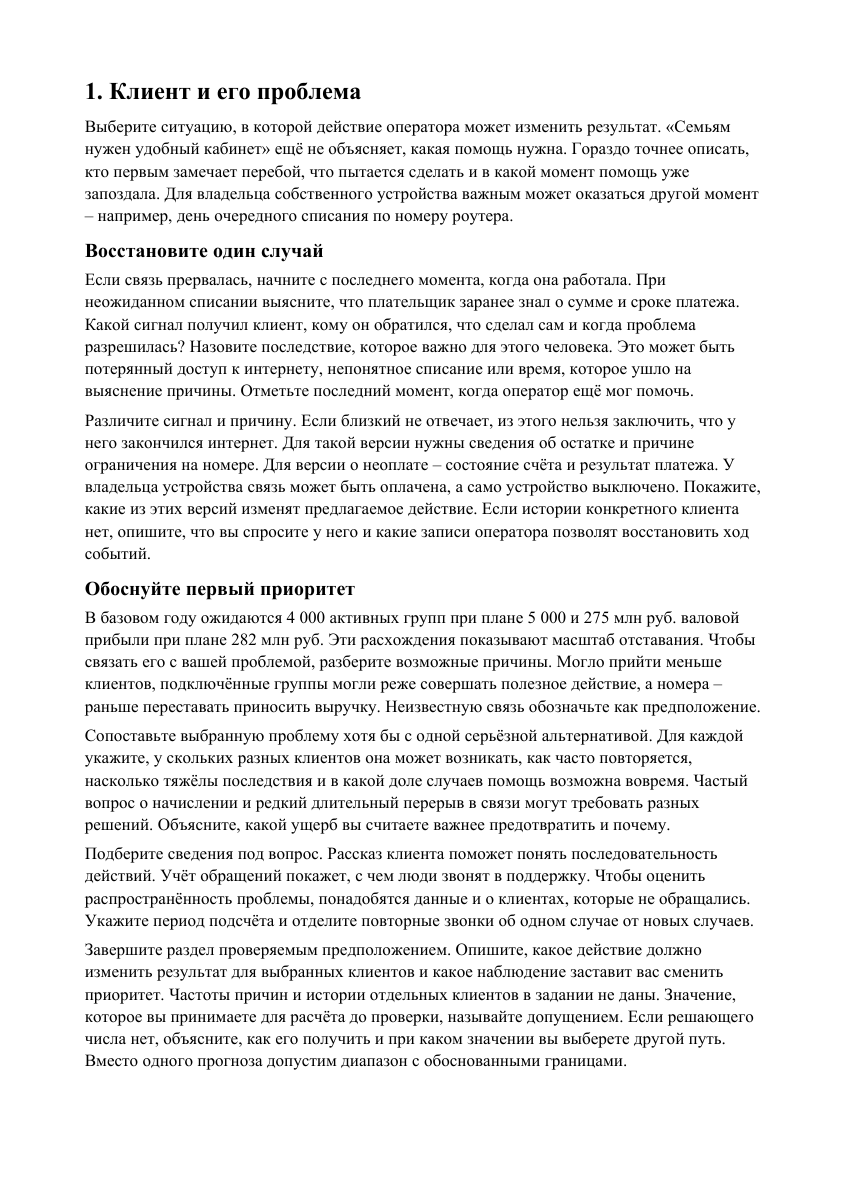 1. Клиент и его проблема
Выберите ситуацию, в которой действие оператора может изменить результат. «Семьям
нужен удобный кабинет» ещё не объясняет, какая помощь нужна. Гораздо точнее описать,
кто первым замечает перебой, что пытается сделать и в какой момент помощь уже
запоздала. Для владельца собственного устройства важным может оказаться другой момент
– например, день очередного списания по номеру роутера.
Восстановите один случай
Если связь прервалась, начните с последнего момента, когда она работала. При
неожиданном списании выясните, что плательщик заранее знал о сумме и сроке платежа.
Какой сигнал получил клиент, кому он обратился, что сделал сам и когда проблема
разрешилась? Назовите последствие, которое важно для этого человека. Это может быть
потерянный доступ к интернету, непонятное списание или время, которое ушло на
выяснение причины. Отметьте последний момент, когда оператор ещё мог помочь.
Различите сигнал и причину. Если близкий не отвечает, из этого нельзя заключить, что у
него закончился интернет. Для такой версии нужны сведения об остатке и причине
ограничения на номере. Для версии о неоплате – состояние счёта и результат платежа. У
владельца устройства связь может быть оплачена, а само устройство выключено. Покажите,
какие из этих версий изменят предлагаемое действие. Если истории конкретного клиента
нет, опишите, что вы спросите у него и какие записи оператора позволят восстановить ход
событий.
Обоснуйте первый приоритет
В базовом году ожидаются 4 000 активных групп при плане 5 000 и 275 млн руб. валовой
прибыли при плане 282 млн руб. Эти расхождения показывают масштаб отставания. Чтобы
связать его с вашей проблемой, разберите возможные причины. Могло прийти меньше
клиентов, подключённые группы могли реже совершать полезное действие, а номера –
раньше переставать приносить выручку. Неизвестную связь обозначьте как предположение.
Сопоставьте выбранную проблему хотя бы с одной серьёзной альтернативой. Для каждой
укажите, у скольких разных клиентов она может возникать, как часто повторяется,
насколько тяжёлы последствия и в какой доле случаев помощь возможна вовремя. Частый
вопрос о начислении и редкий длительный перерыв в связи могут требовать разных
решений. Объясните, какой ущерб вы считаете важнее предотвратить и почему.
Подберите сведения под вопрос. Рассказ клиента поможет понять последовательность
действий. Учёт обращений покажет, с чем люди звонят в поддержку. Чтобы оценить
распространённость проблемы, понадобятся данные и о клиентах, которые не обращались.
Укажите период подсчёта и отделите повторные звонки об одном случае от новых случаев.
Завершите раздел проверяемым предположением. Опишите, какое действие должно
изменить результат для выбранных клиентов и какое наблюдение заставит вас сменить
приоритет. Частоты причин и истории отдельных клиентов в задании не даны. Значение,
которое вы принимаете для расчёта до проверки, называйте допущением. Если решающего
числа нет, объясните, как его получить и при каком значении вы выберете другой путь.
Вместо одного прогноза допустим диапазон с обоснованными границами.